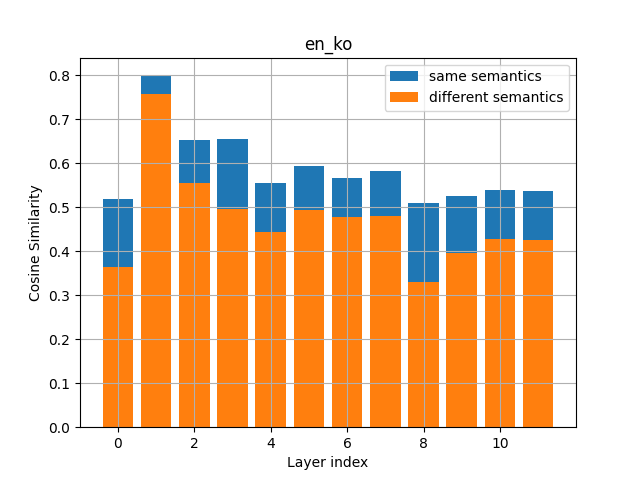 en_ko
same semantics
different semantics
Cosine Similarity
0.8
0.7
0.6
0.5
0.4
0.3
0.2
0.1
0.0
0 2 4 6 8 10
Layer index